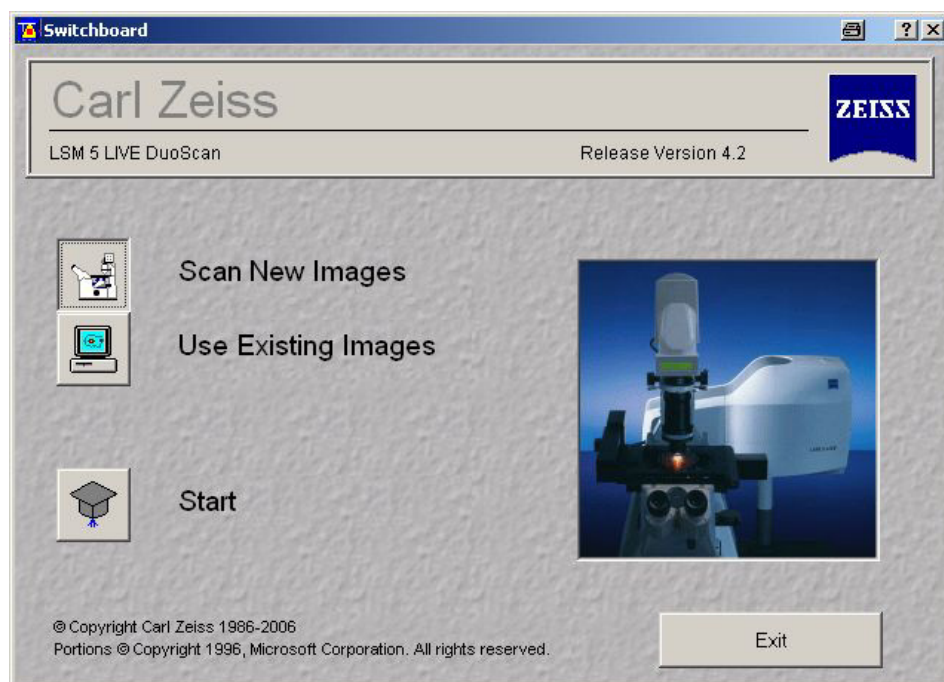 Switchboard
Carl Zeiss
ZEISS
LSM 5 LIVE DuoScan
Release Version 4.2
Scan New Images
Use Existing Images
Start
© Copyright Carl Zeiss 1986-2006
Portions © Copyright 1996, Microsoft Corporation. All rights reserved.
Exit